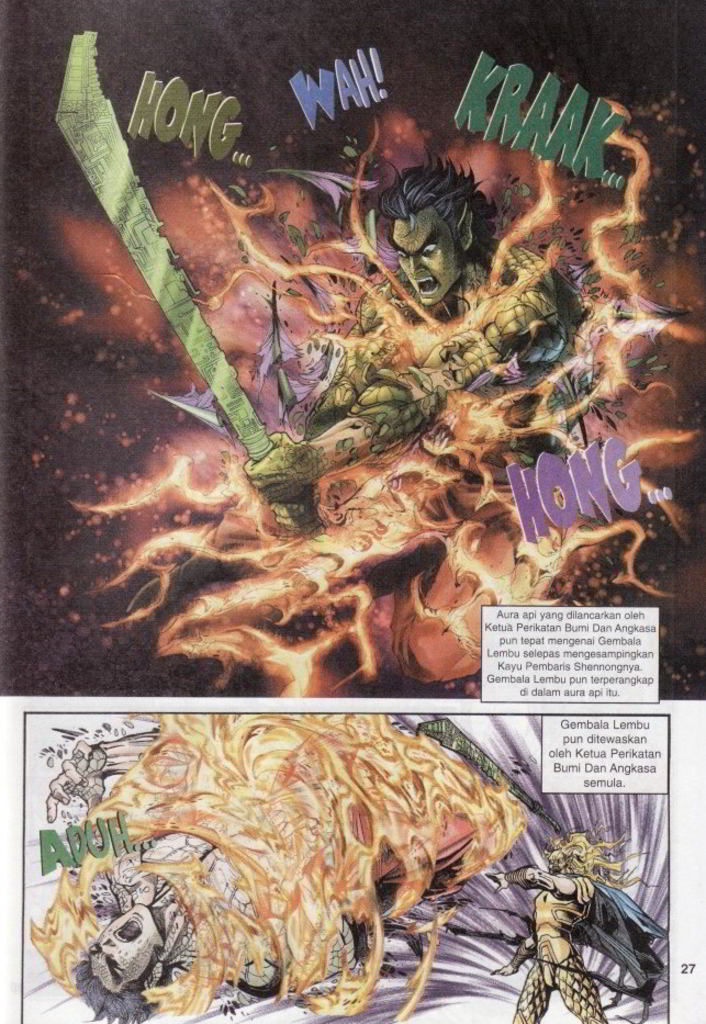 HONG...
WAH!
KRAAK...
HONG...
Aura api yang dilancarkan oleh
Ketua Perikatan Bumi Dan Angkasa
pun tepat mengenai Gembala
Lembu selepas mengesampingkan
Kayu Pembaris Shennongnya.
Gembala Lembu pun terperangkap
di dalam aura api itu.
Gembala Lembu
pun ditewaskan
oleh Ketua Perikatan
Bumi Dan Angkasa
semula.
ADUH...
27